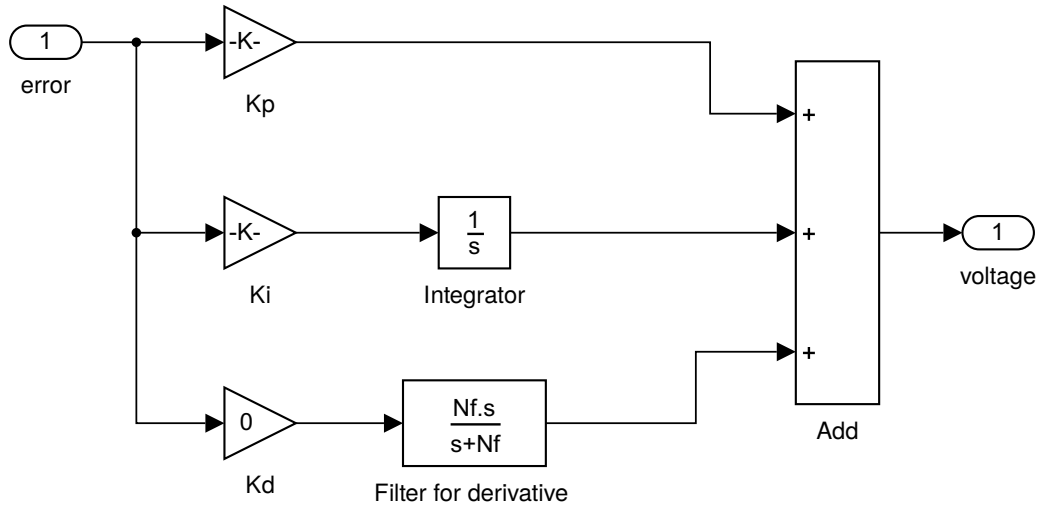 1
error
-K-
Kp
+
-K-
Ki
1
s
Integrator
+
1
voltage
+
0
Kd
Nf.s
s+Nf
Filter for derivative
Add